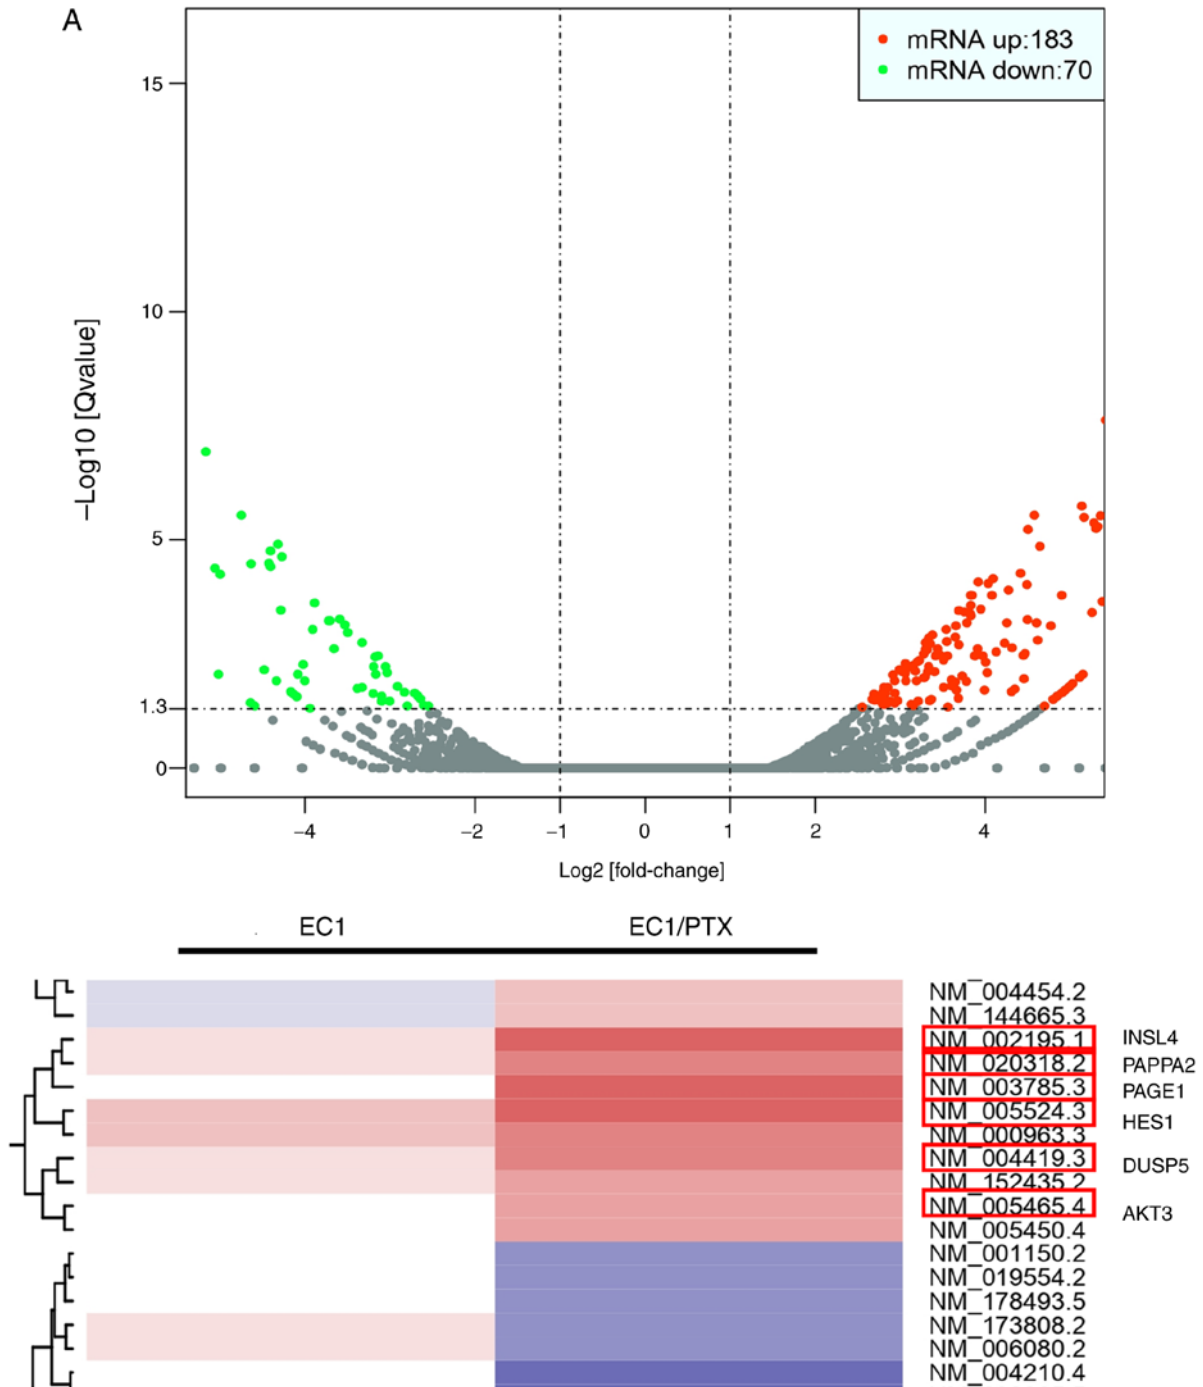 A
mRNA up:183
mRNA down:70
15
10
5
1.3
0
–Log10 [Qvalue]
–4 –2 –1 0 1 2 4
Log2 [fold-change]
EC1 EC1/PTX
NM_004454.2
NM_144665.3
NM_002195.1 INSL4
NM_020318.2 PAPPA2
NM_003785.3 PAGE1
NM_005524.3 HES1
NM_000963.3
NM_004419.3 DUSP5
NM_152435.2
NM_005465.4 AKT3
NM_005450.4
NM_001150.2
NM_019554.2
NM_178493.5
NM_173808.2
NM_006080.2
NM_004210.4